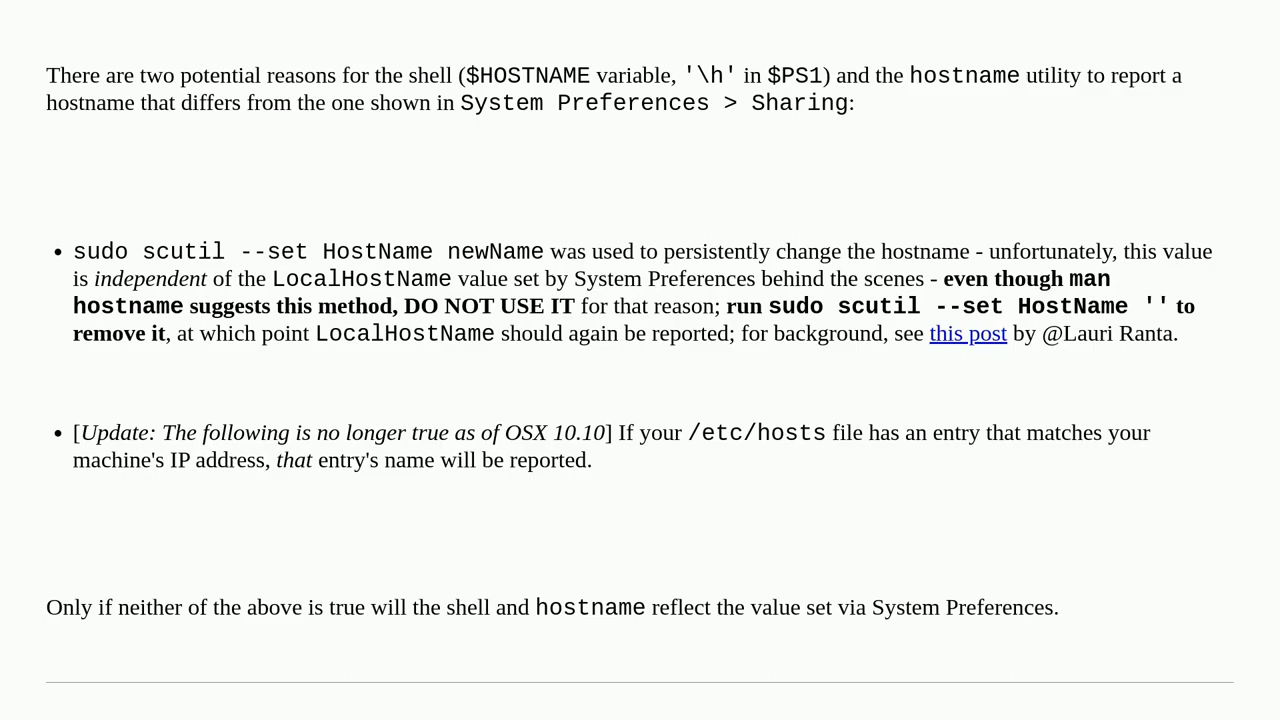 There are two potential reasons for the shell ($HOSTNAME variable, '\h' in $PS1) and the hostname utility to report a
hostname that differs from the one shown in System Preferences > Sharing:
• sudo scutil --set HostName newName was used to persistently change the hostname - unfortunately, this value
is independent of the LocalHostName value set by System Preferences behind the scenes - even though man
hostname suggests this method, DO NOT USE IT for that reason; run sudo scutil --set HostName '' to
remove it, at which point LocalHostName should again be reported; for background, see this post by @Lauri Ranta.
• [Update: The following is no longer true as of OSX 10.10] If your /etc/hosts file has an entry that matches your
machine's IP address, that entry's name will be reported.
Only if neither of the above is true will the shell and hostname reflect the value set via System Preferences.